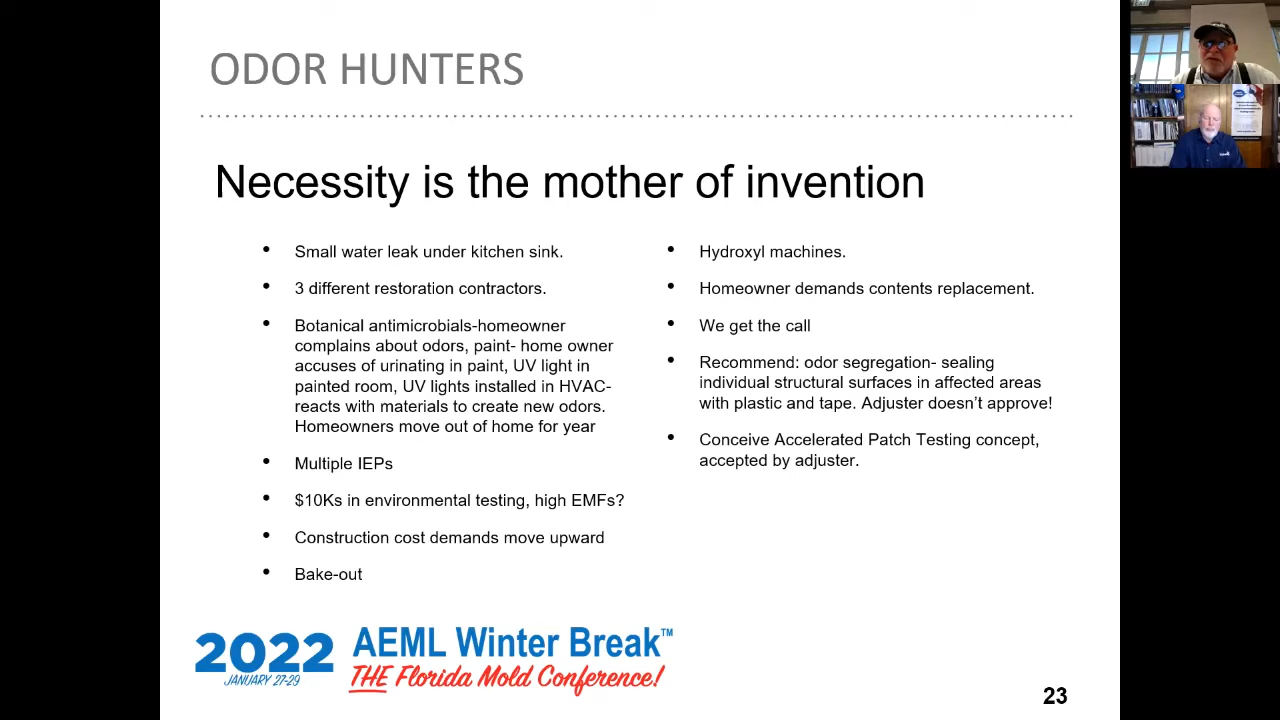 ODOR HUNTERS
Necessity is the mother of invention
• Small water leak under kitchen sink.
• 3 different restoration contractors.
• Botanical antimicrobials-homeowner
complains about odors, paint- home owner
accuses of urinating in paint, UV light in
painted room, UV lights installed in HVAC-
reacts with materials to create new odors.
Homeowners move out of home for year
• Multiple IEPs
• $10Ks in environmental testing, high EMFs?
• Construction cost demands move upward
• Bake-out
• Hydroxyl machines.
• Homeowner demands contents replacement.
• We get the call
• Recommend: odor segregation- sealing
individual structural surfaces in affected areas
with plastic and tape. Adjuster doesn’t approve!
• Conceive Accelerated Patch Testing concept,
accepted by adjuster.
2022
JANUARY 27-29
AEML Winter Break™
THE Florida Mold Conference!
23